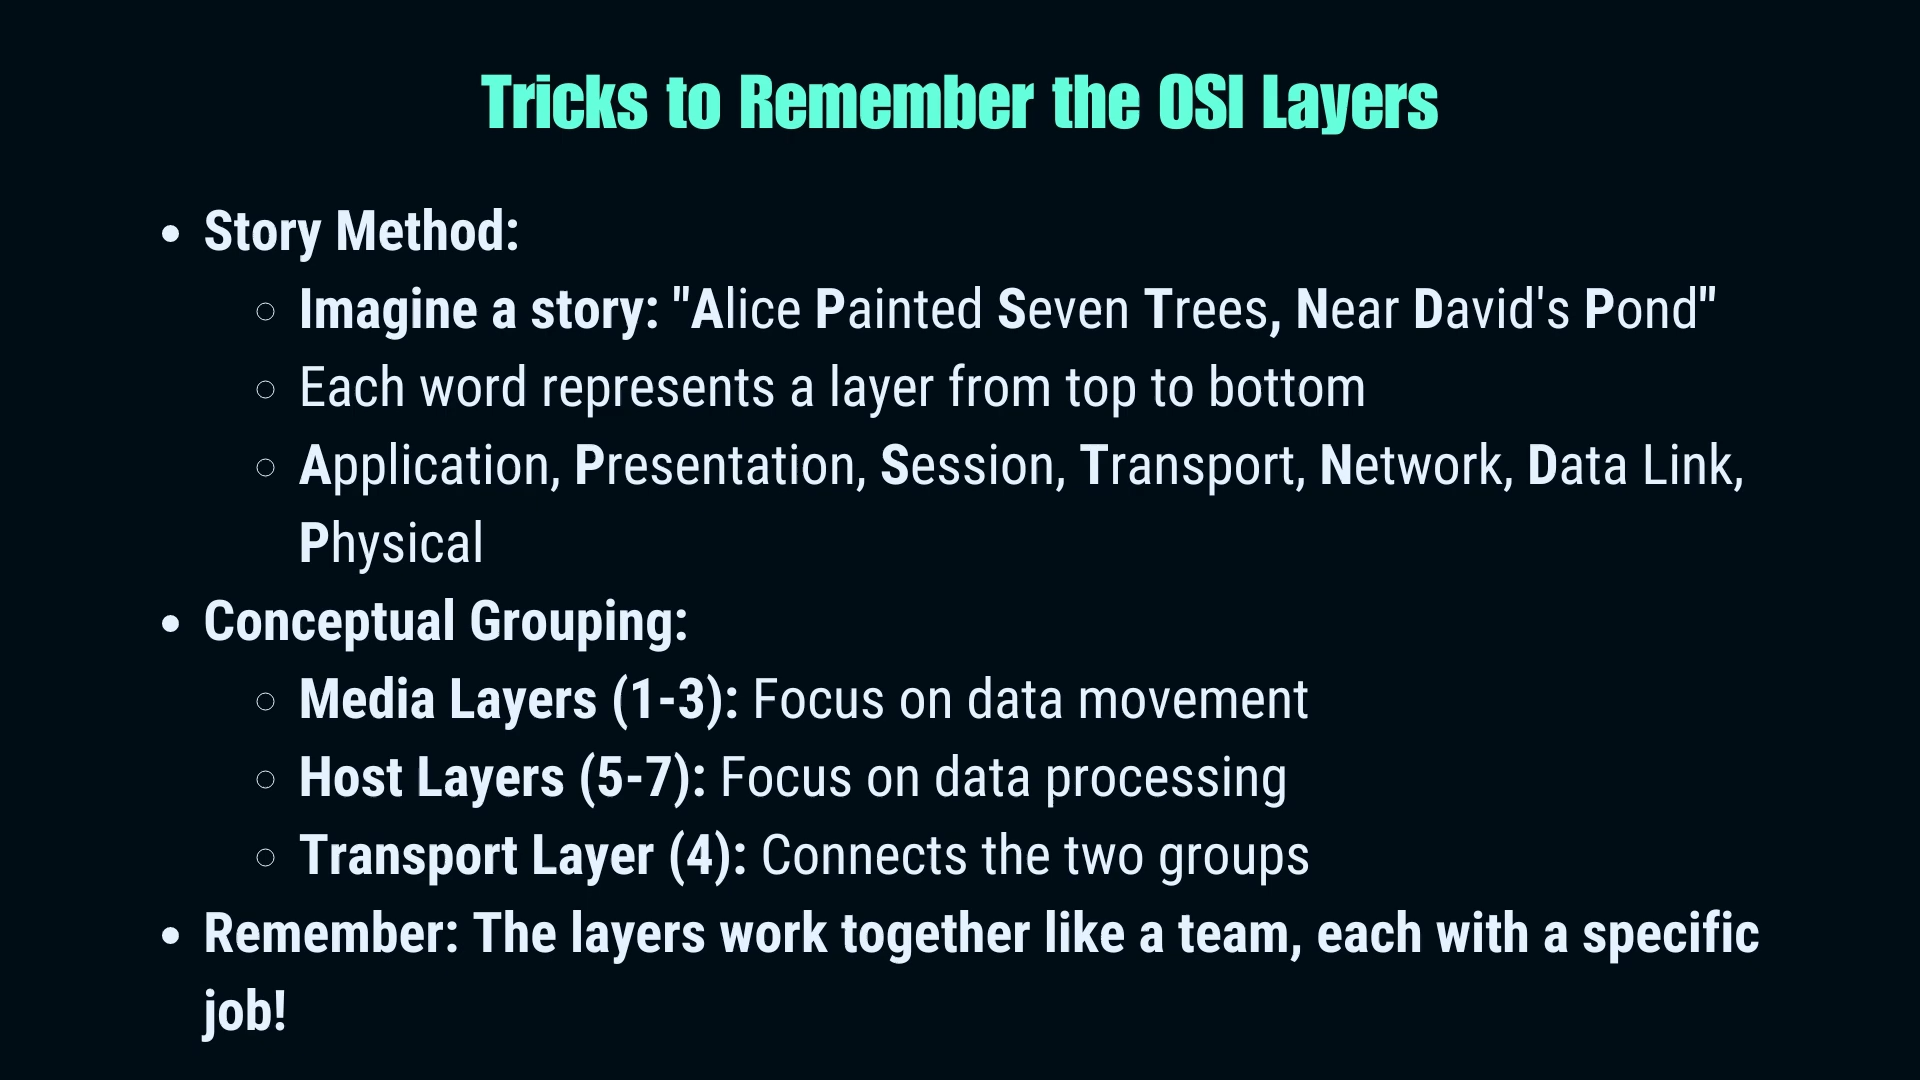 Tricks to Remember the OSI Layers
Story Method:
Imagine a story: "Alice Painted Seven Trees, Near David's Pond"
Each word represents a layer from top to bottom
Application, Presentation, Session, Transport, Network, Data Link,
Physical
Conceptual Grouping:
Media Layers (1-3): Focus on data movement
Host Layers (5-7): Focus on data processing
Transport Layer (4): Connects the two groups
Remember: The layers work together like a team, each with a specific
job!